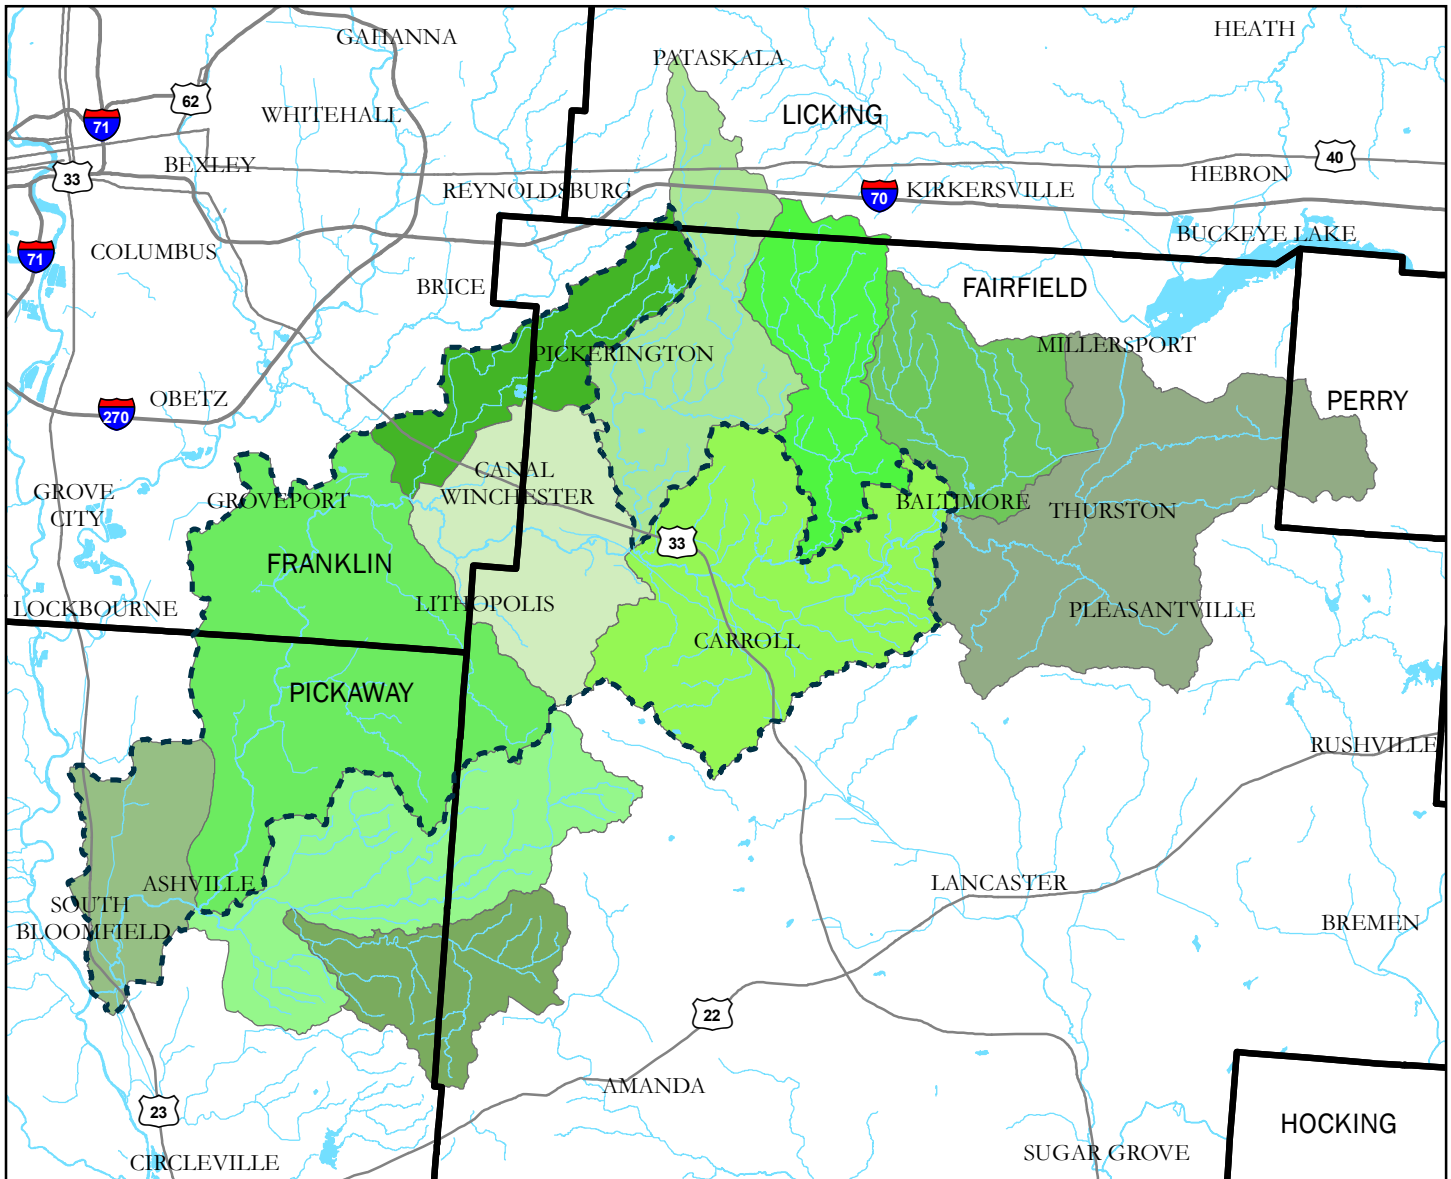 HEATH
GAHANNA
PATASKALA
62
LICKING
WHITEHALL
71
40
BEXLEY
HEBRON
33
REYNOLDSBURG
70
KIRKERSVILLE
BUCKEYE LAKE
COLUMBUS
71
BRICE
FAIRFIELD
MILLERSPORT
PICKERINGTON
OBETZ
PERRY
270
CANAL
WINCHESTER
GROVE
CITY
GROVEPORT
BALTIMORE
THURSTON
33
FRANKLIN
LOCKBOURNE
LITHOPOLIS
PLEASANTVILLE
CARROLL
PICKAWAY
RUSHVILLE
ASHVILLE
LANCASTER
SOUTH
BLOOMFIELD
BREMEN
22
AMANDA
23
HOCKING
SUGAR GROVE
CIRCLEVILLE